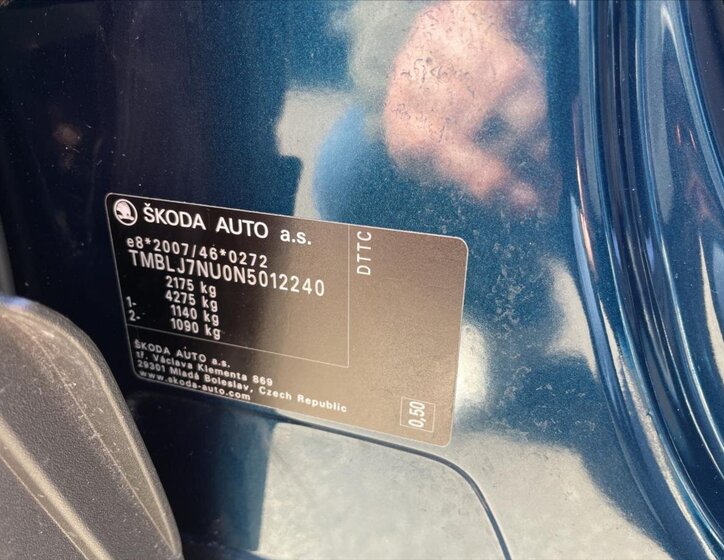 ŠKODA AUTO a.s.
e8*2007/46*0272
TMBLJ7NU0N5012240
2175 kg
4275 kg
1- 1140 kg
2- 1090 kg
ŠKODA AUTO a.s.
tř. Václava Klementa 869
29301 Mladá Boleslav, Czech Republic
www.skoda-auto.com
DTTC
0,50